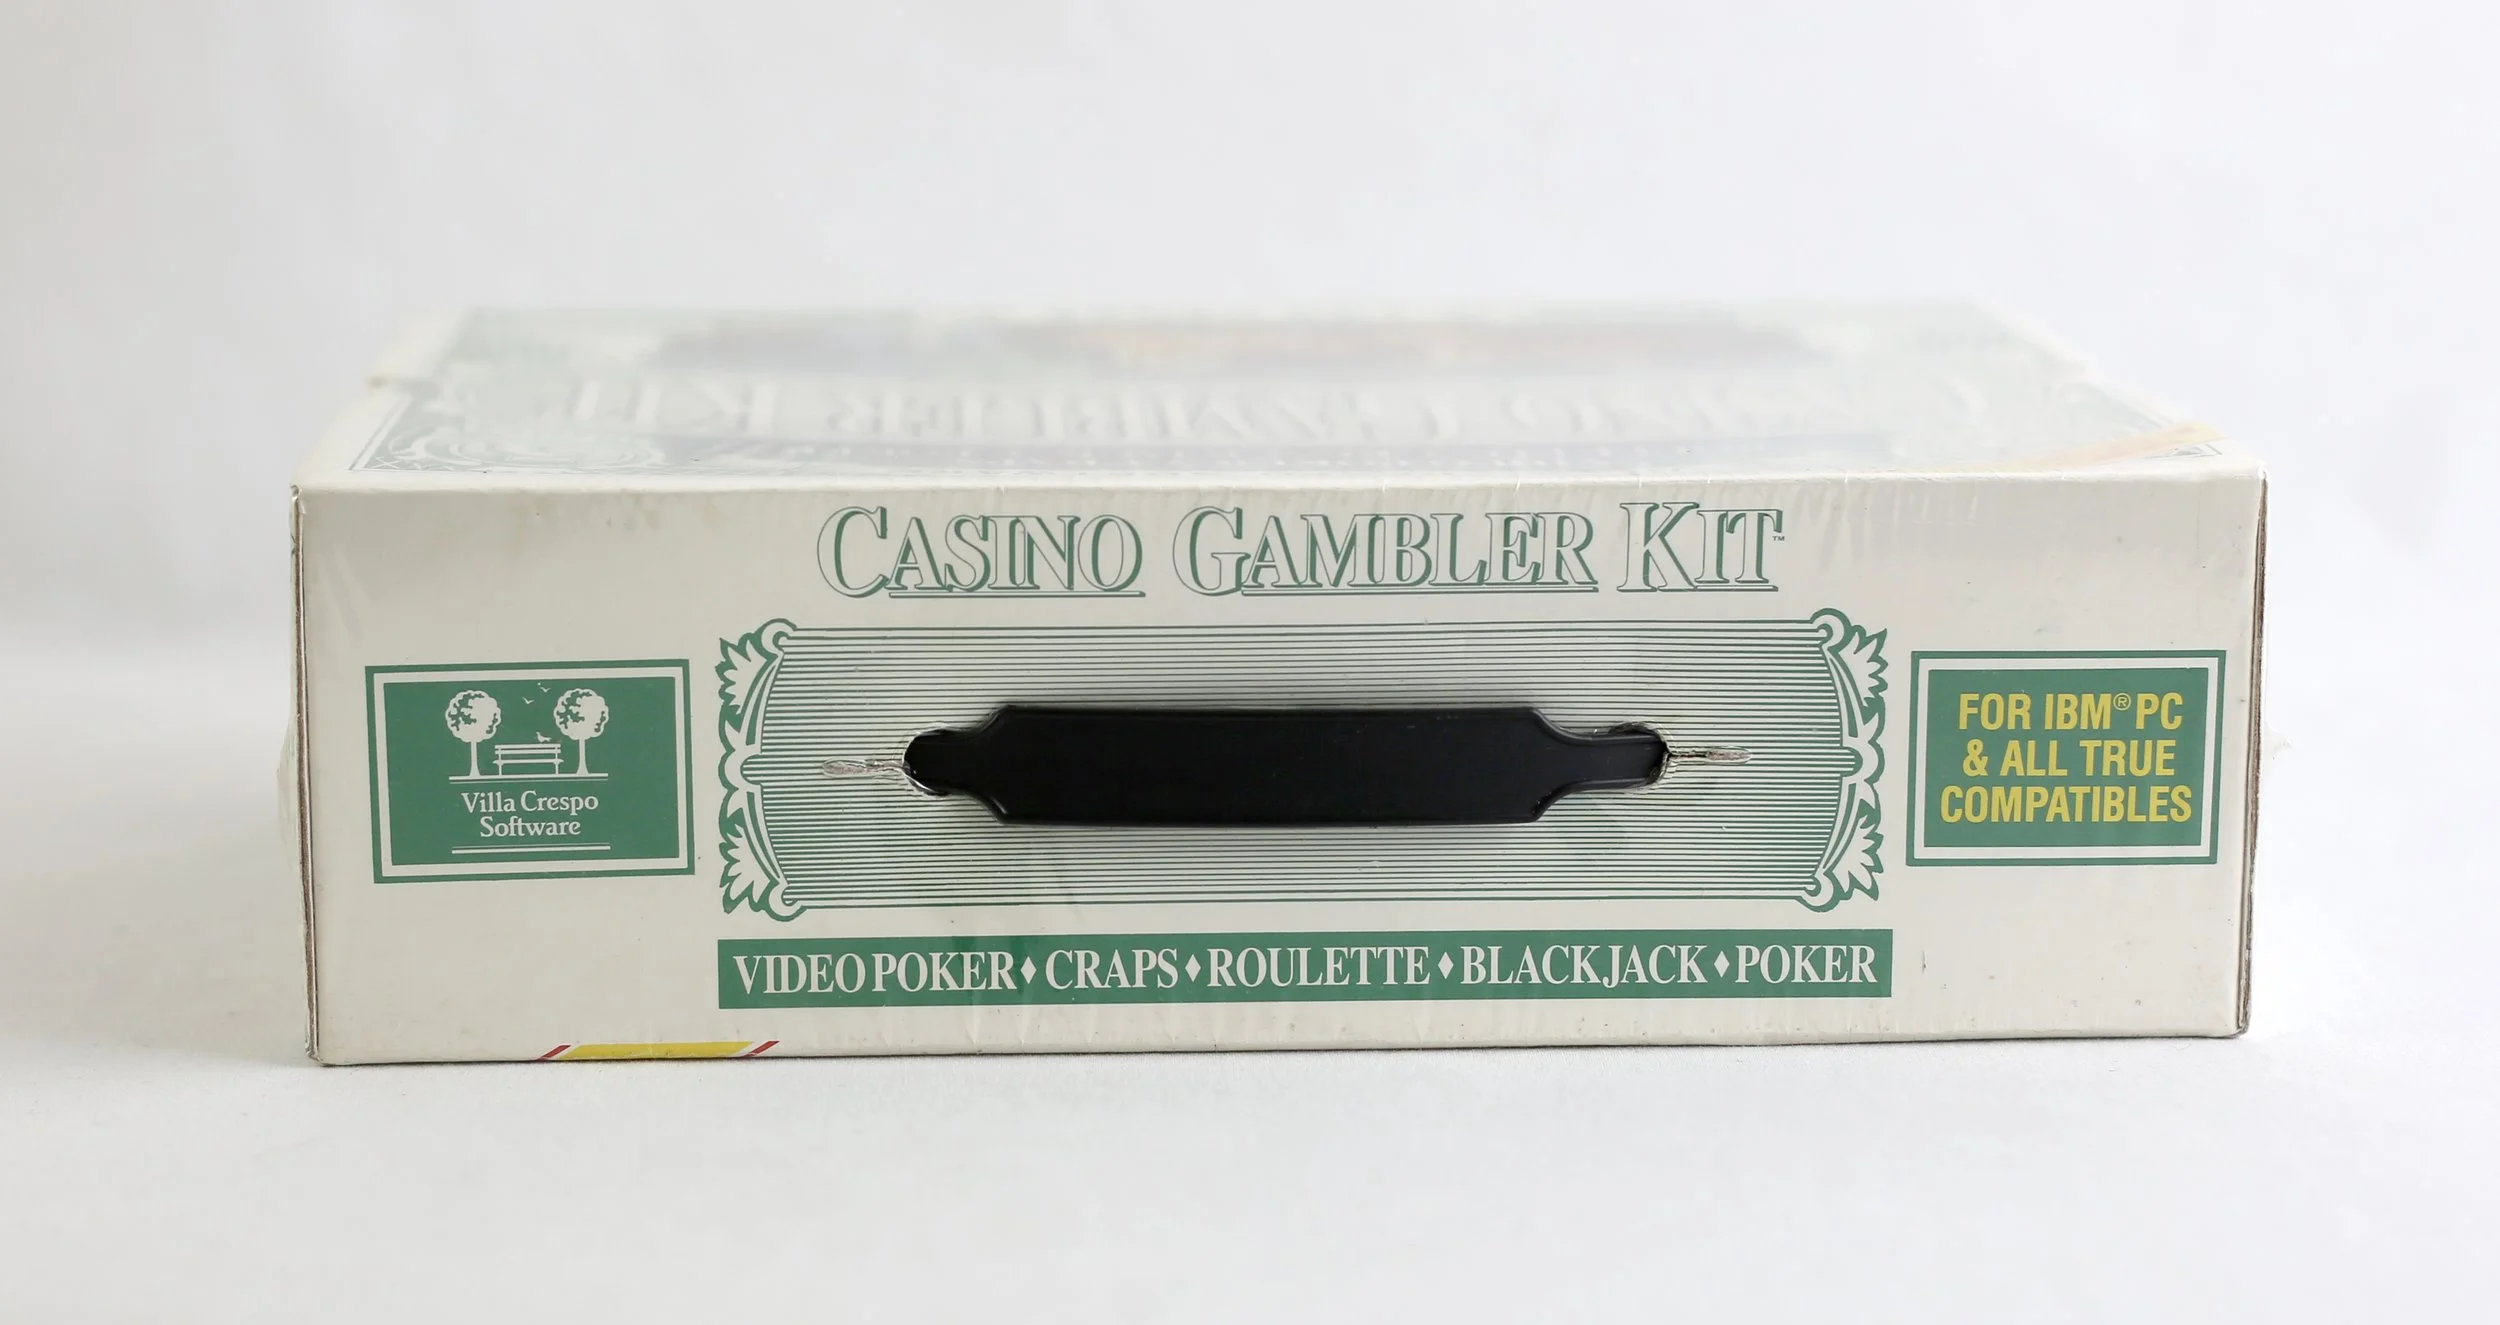 CASINO GAMBLER KIT™
Villa Crespo
Software
FOR IBM® PC
& ALL TRUE
COMPATIBLES
VIDEO POKER♦CRAPS♦ROULETTE♦BLACKJACK♦POKER